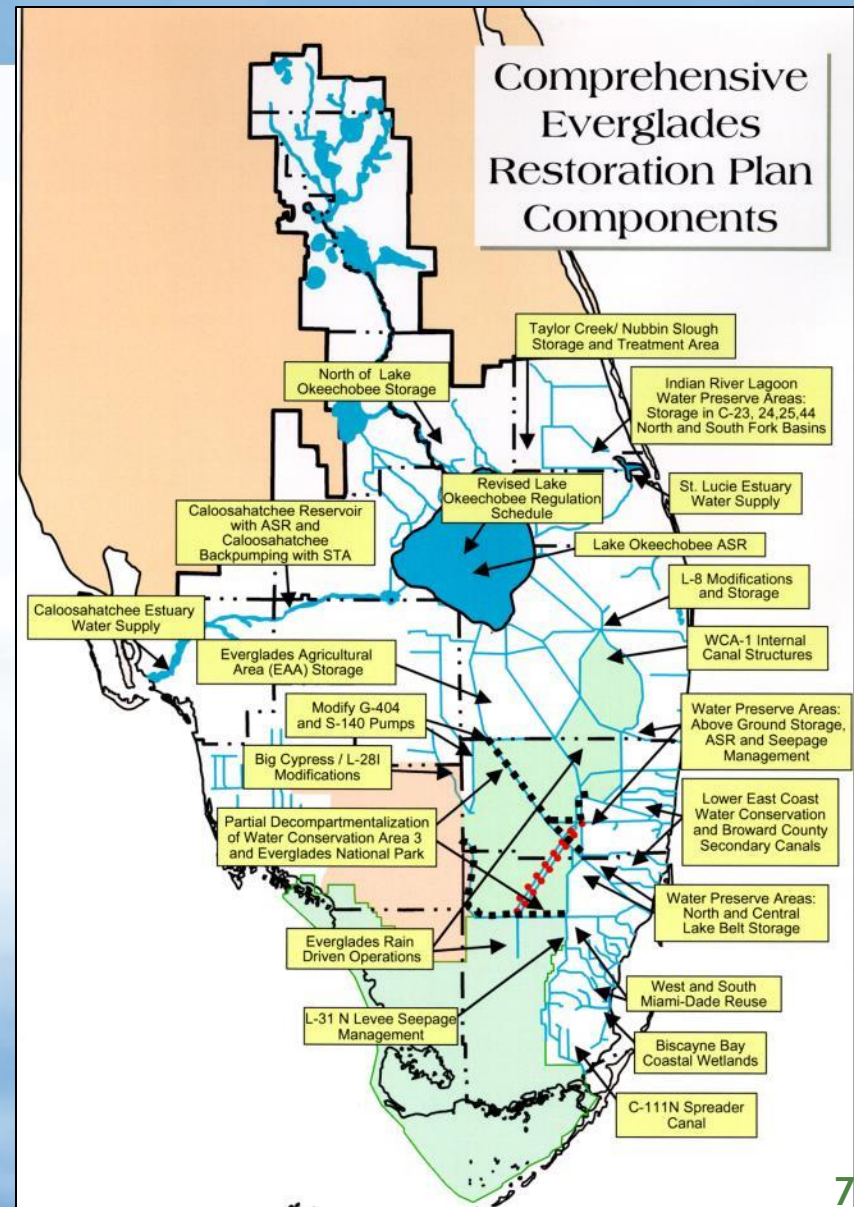 Comprehensive
Everglades
Restoration Plan
Components
Taylor Creek/ Nubbin Slough
Storage and Treatment Area
North of Lake
Okeechobee Storage
Indian River Lagoon
Water Preserve Areas:
Storage in C-23, 24,25,44
North and South Fork Basins
Revised Lake
Okeechobee Regulation
Schedule
St. Lucie Estuary
Water Supply
Caloosahatchee Reservoir
with ASR and
Caloosahatchee
Backpumping with STA
Lake Okeechobee ASR
L-8 Modifications
and Storage
Caloosahatchee Estuary
Water Supply
WCA-1 Internal
Canal Structures
Everglades Agricultural
Area (EAA) Storage
Modify G-404
and S-140 Pumps
Water Preserve Areas:
Above Ground Storage,
ASR and Seepage
Management
Big Cypress / L-28I
Modifications
Partial Decompartmentalization
of Water Conservation Area 3
and Everglades National Park
Lower East Coast
Water Conservation
and Broward County
Secondary Canals
Water Preserve Areas:
North and Central
Lake Belt Storage
Everglades Rain
Driven Operations
West and South
Miami-Dade Reuse
L-31 N Levee Seepage
Management
Biscayne Bay
Coastal Wetlands
C-111N Spreader
Canal
7